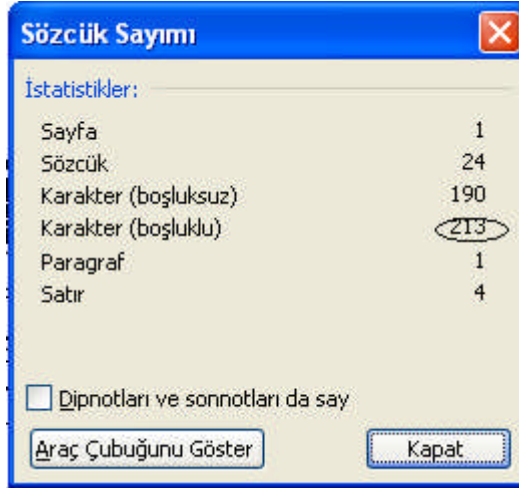 Sözcük Sayımı
İstatistikler:
Sayfa 1
Sözcük 24
Karakter (boşluksuz) 190
Karakter (boşluklu) 213
Paragraf 1
Satır 4
Dipnotları ve sonnotları da say
Araç Çubuğunu Göster Kapat